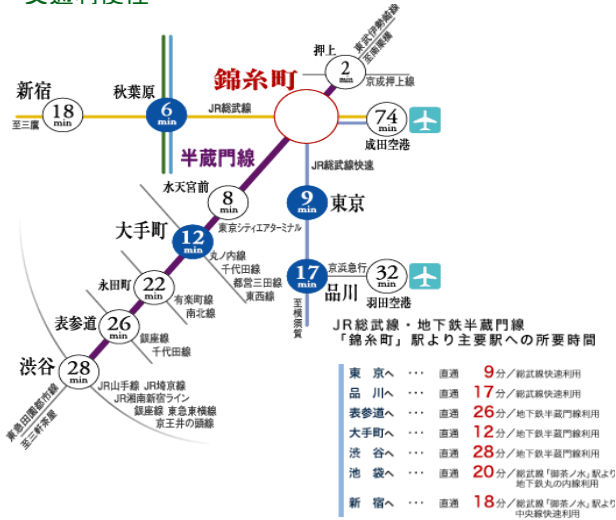 交通利便性
押上
東武伊勢崎線
至南栗橋
2
min
京成押上線
錦糸町
秋葉原
新宿
18
min
至三鷹
6
min
JR総武線
74
min
成田空港
半蔵門線
JR総武線快速
水天宮前
8
min
東京シティエアターミナル
9
min
東京
大手町
12
min
丸ノ内線
千代田線
都営三田線
東西線
17
min
品川
京浜急行
32
min
羽田空港
至横須賀
永田町
22
min
有楽町線
南北線
表参道
26
min
銀座線
千代田線
渋谷
28
min
JR山手線 JR埼京線
JR湘南新宿ライン
銀座線 東急東横線
京王井の頭線
東急田園都市線
至三軒茶屋
JR総武線・地下鉄半蔵門線
「錦糸町」駅より主要駅への所要時間
東 京へ ・・・ 直通 9分／総武線快速利用
品 川へ ・・・ 直通 17分／総武線快速利用
表参道へ ・・・ 直通 26分／地下鉄半蔵門線利用
大手町へ ・・・ 直通 12分／地下鉄半蔵門線利用
渋 谷へ ・・・ 直通 28分／地下鉄半蔵門線利用
池 袋へ ・・・ 直通 20分／総武線「御茶ノ水」駅より
地下鉄丸の内線利用
新 宿へ ・・・ 直通 18分／総武線「御茶ノ水」駅より
中央線快速利用